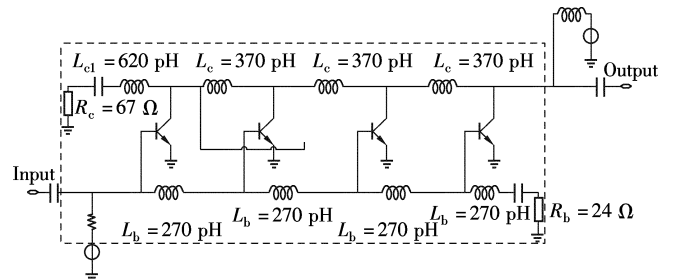 L_c1 = 620 pH L_c = 370 pH L_c = 370 pH L_c = 370 pH
Output
R_c = 67 Ω
Input
L_b = 270 pH L_b = 270 pH L_b = 270 pH L_b = 270 pH R_b = 24 Ω